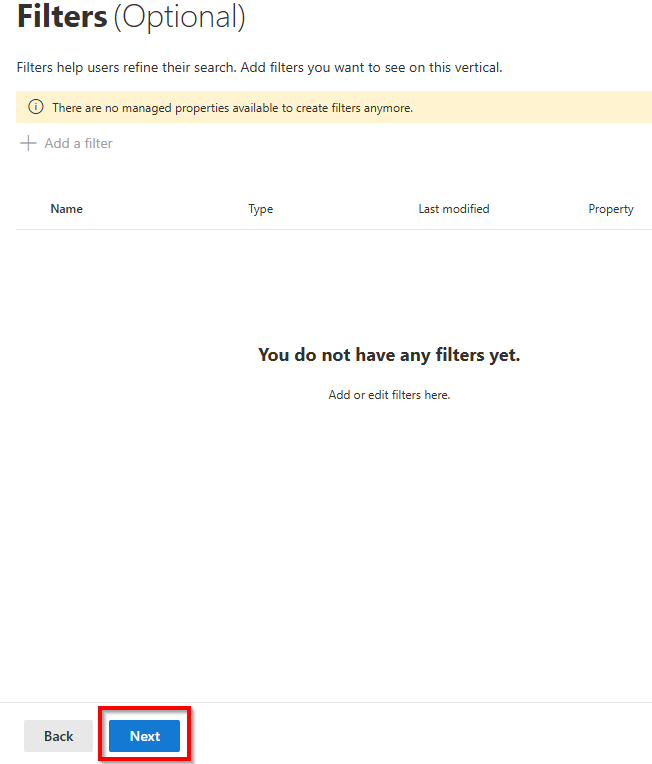 Filters (Optional)
Filters help users refine their search. Add filters you want to see on this vertical.
There are no managed properties available to create filters anymore.
Add a filter
Name Type Last modified Property
You do not have any filters yet.
Add or edit filters here.
Back Next